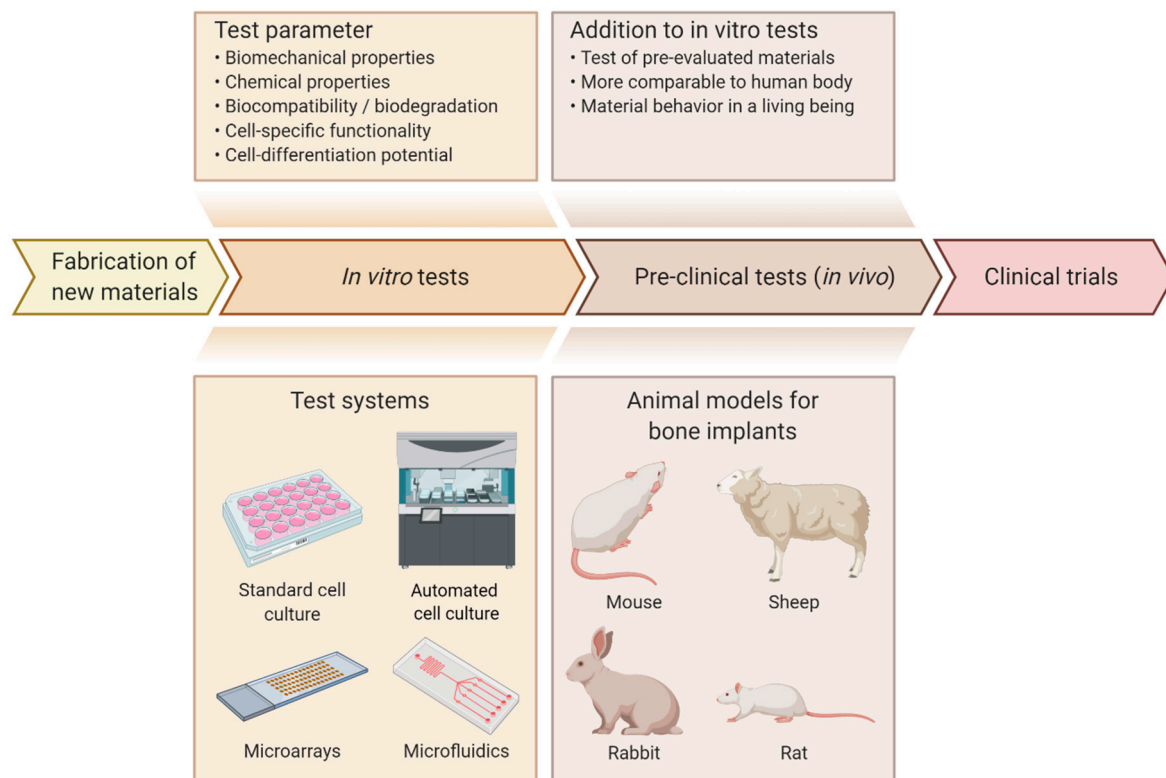 Test parameter
• Biomechanical properties
• Chemical properties
• Biocompatibility / biodegradation
• Cell-specific functionality
• Cell-differentiation potential
Addition to in vitro tests
• Test of pre-evaluated materials
• More comparable to human body
• Material behavior in a living being
Fabrication of
new materials
In vitro tests
Pre-clinical tests (in vivo)
Clinical trials
Test systems
Standard cell
culture
Automated
cell culture
Microarrays
Microfluidics
Animal models for
bone implants
Mouse
Sheep
Rabbit
Rat